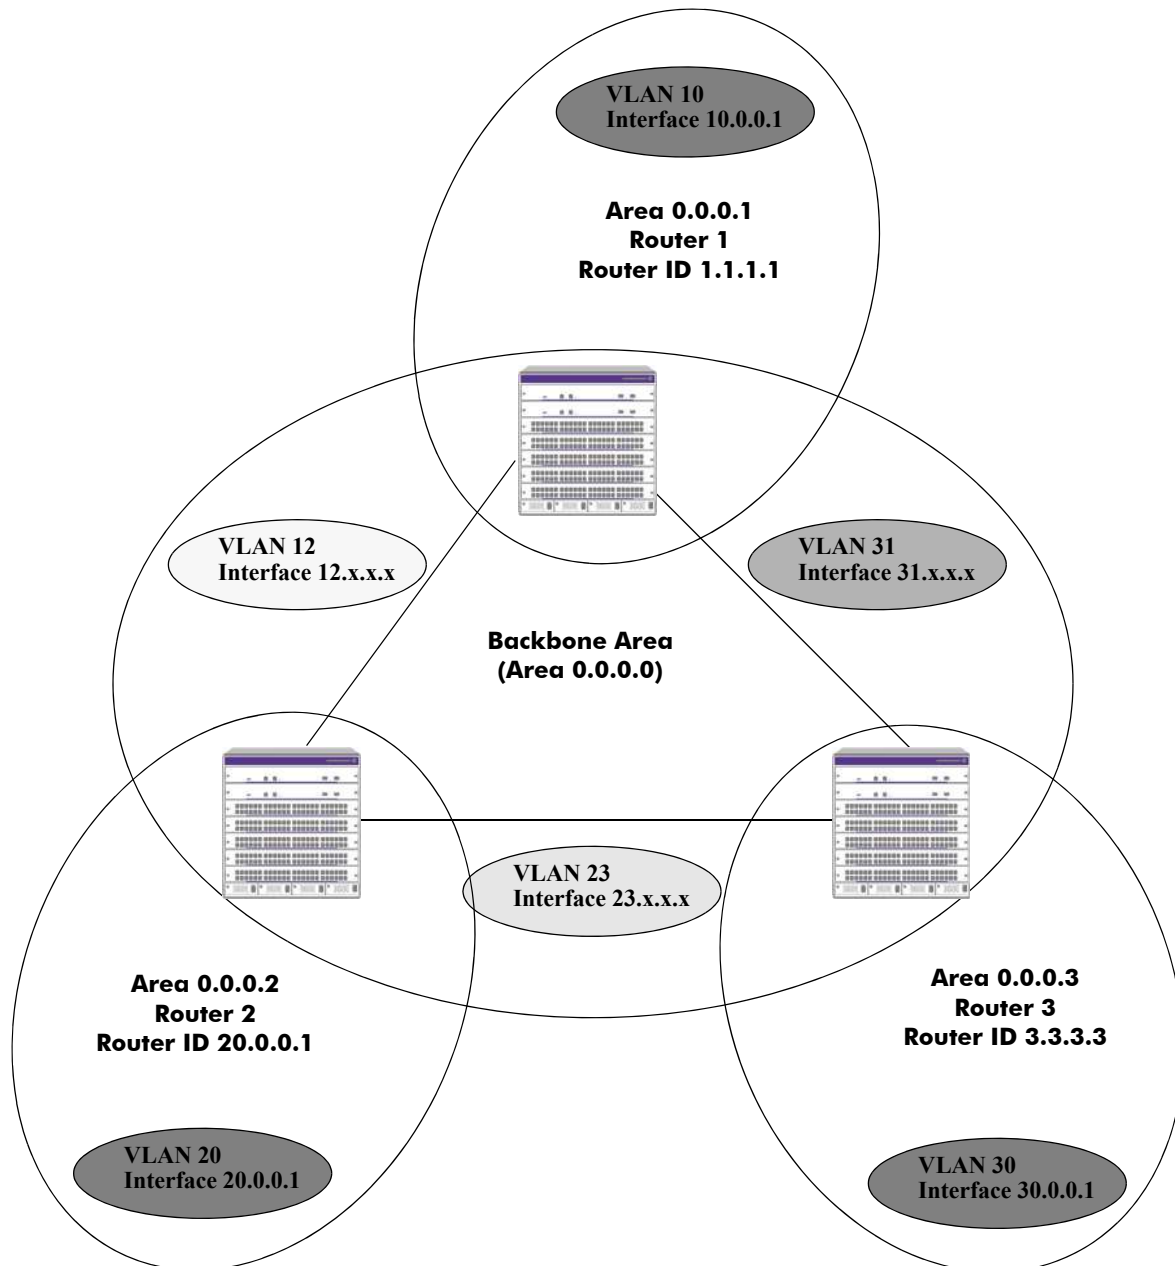 VLAN 10
Interface 10.0.0.1
Area 0.0.0.1
Router 1
Router ID 1.1.1.1
VLAN 12
Interface 12.x.x.x
VLAN 31
Interface 31.x.x.x
Backbone Area
(Area 0.0.0.0)
VLAN 23
Interface 23.x.x.x
Area 0.0.0.2
Router 2
Router ID 20.0.0.1
Area 0.0.0.3
Router 3
Router ID 3.3.3.3
VLAN 20
Interface 20.0.0.1
VLAN 30
Interface 30.0.0.1